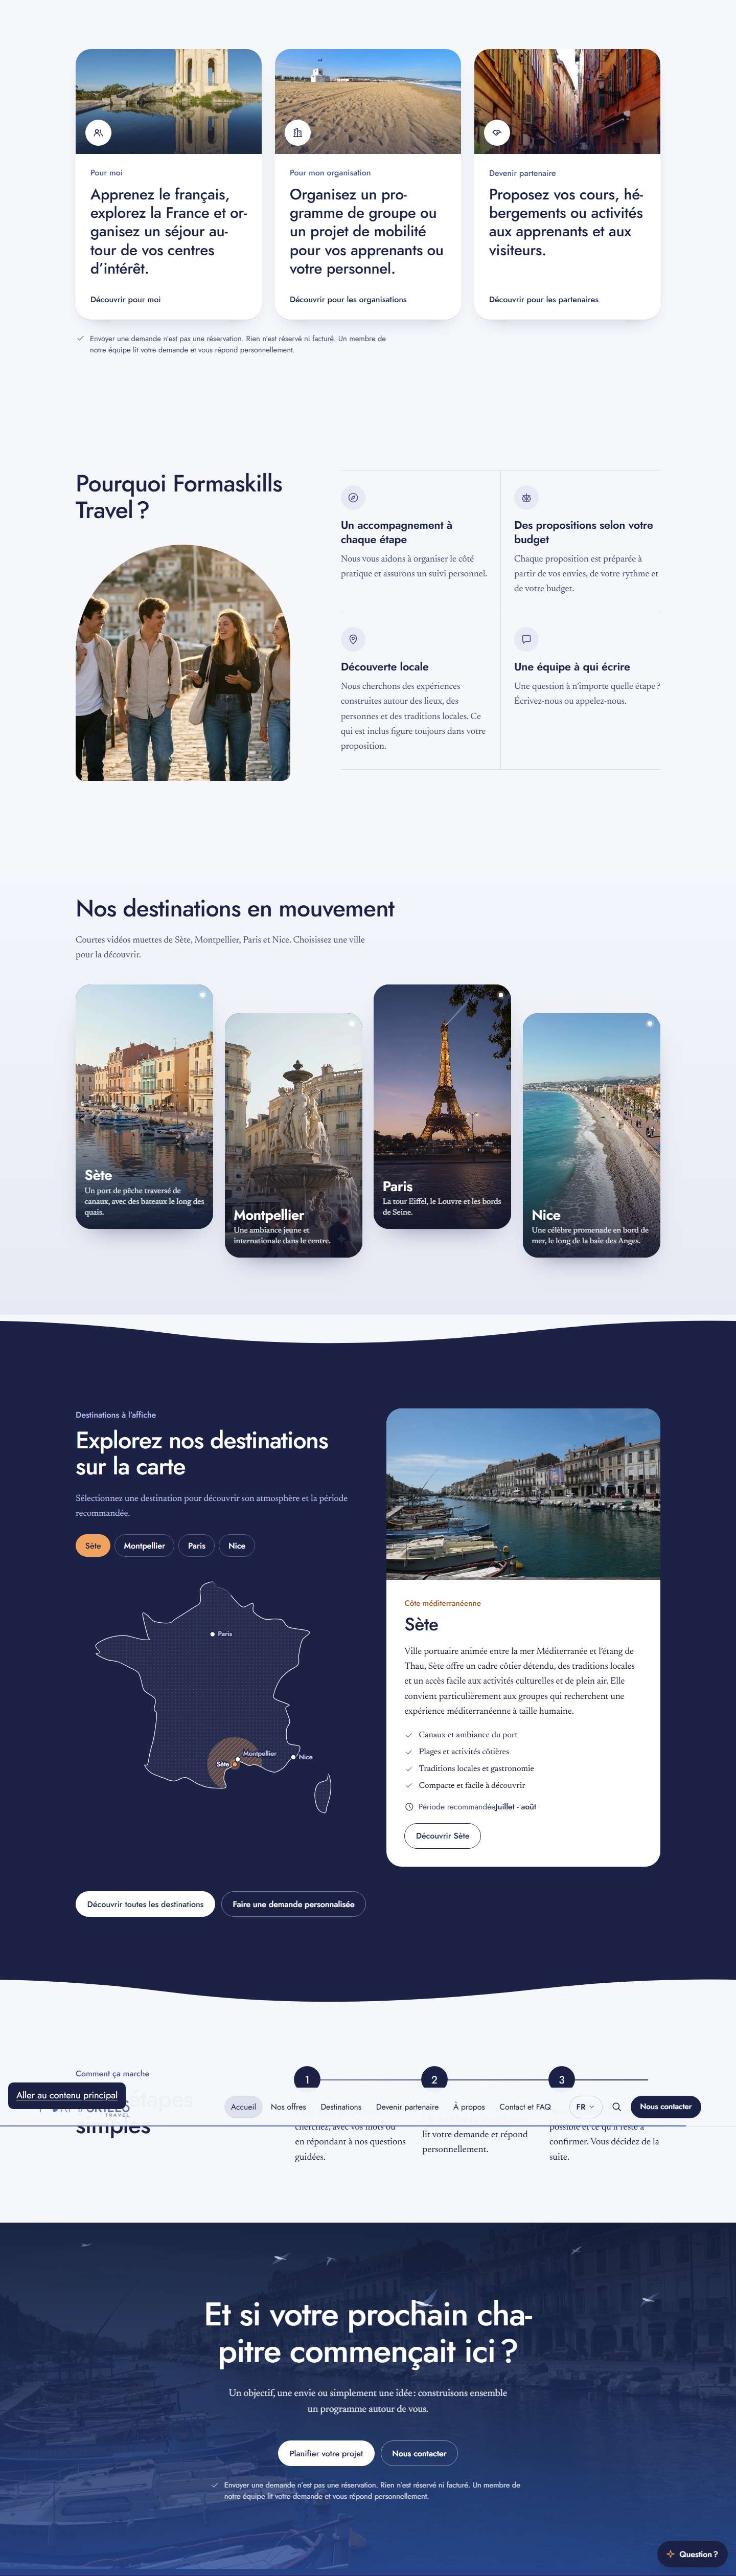 Pour moi
Apprenez le français,
explorez la France et or-
ganisez un séjour au-
tour de vos centres
d'intérêt.
Découvrir pour moi
Pour mon organisation
Organisez un pro-
gramme de groupe ou
un projet de mobilité
pour vos apprenants ou
votre personnel.
Découvrir pour les organisations
Devenir partenaire
Proposez vos cours, hé-
bergements ou activités
aux apprenants et aux
visiteurs.
Découvrir pour les partenaires
Envoyer une demande n'est pas une réservation. Rien n'est réservé ni facturé. Un membre de
notre équipe lit votre demande et vous répond personnellement.
Pourquoi Formaskills
Travel ?
Un accompagnement à
chaque étape
Nous vous aidons à organiser le côté
pratique et assurons un suivi personnel.
Des propositions selon votre
budget
Chaque proposition est préparée à
partir de vos envies, de votre rythme et
de votre budget.
Découverte locale
Nous cherchons des expériences
construites autour des lieux, des
personnes et des traditions locales. Ce
qui est inclus figure toujours dans votre
proposition.
Une équipe à qui écrire
Une question à n'importe quelle étape ?
Écrivez-nous ou appelez-nous.
Nos destinations en mouvement
Courtes vidéos muettes de Sète, Montpellier, Paris et Nice. Choisissez une ville
pour la découvrir.
Sète
Un port de pêche traversé de
canaux, avec des bateaux le long des
quais.
Montpellier
Une ambiance jeune et
internationale dans le centre.
Paris
La tour Eiffel, le Louvre et les bords
de Seine.
Nice
Une célèbre promenade en bord de
mer, le long de la baie des Anges.
Destinations à l'affiche
Explorez nos destinations
sur la carte
Sélectionnez une destination pour découvrir son atmosphère et la période
recommandée.
Sète
Montpellier
Paris
Nice
Paris
Montpellier
Sète
Nice
Côte méditerranéenne
Sète
Ville portuaire animée entre la mer Méditerranée et l'étang de
Thau, Sète offre un cadre côtier détendu, des traditions locales
et un accès facile aux activités culturelles et de plein air. Elle
convient particulièrement aux groupes qui recherchent une
expérience méditerranéenne à taille humaine.
Canaux et ambiance du port
Plages et activités côtières
Traditions locales et gastronomie
Compacte et facile à découvrir
Période recommandéeJuillet - août
Découvrir Sète
Découvrir toutes les destinations
Faire une demande personnalisée
Comment ça marche
étapes
simples
1
2
3
Aller au contenu principal
SKILLS
TRAVEL
Accueil
Nos offres
Destinations
Devenir partenaire
À propos
Contact et FAQ
FR
Nous contacter
cherchez, avec vos mots ou
en répondant à nos questions
guidées.
lit votre demande et répond
personnellement.
possible et ce qu'il reste à
confirmer. Vous décidez de la
suite.
Et si votre prochain cha-
pitre commençait ici ?
Un objectif, une envie ou simplement une idée : construisons ensemble
un programme autour de vous.
Planifier votre projet
Nous contacter
Envoyer une demande n'est pas une réservation. Rien n'est réservé ni facturé. Un membre de
notre équipe lit votre demande et vous répond personnellement.
Question ?